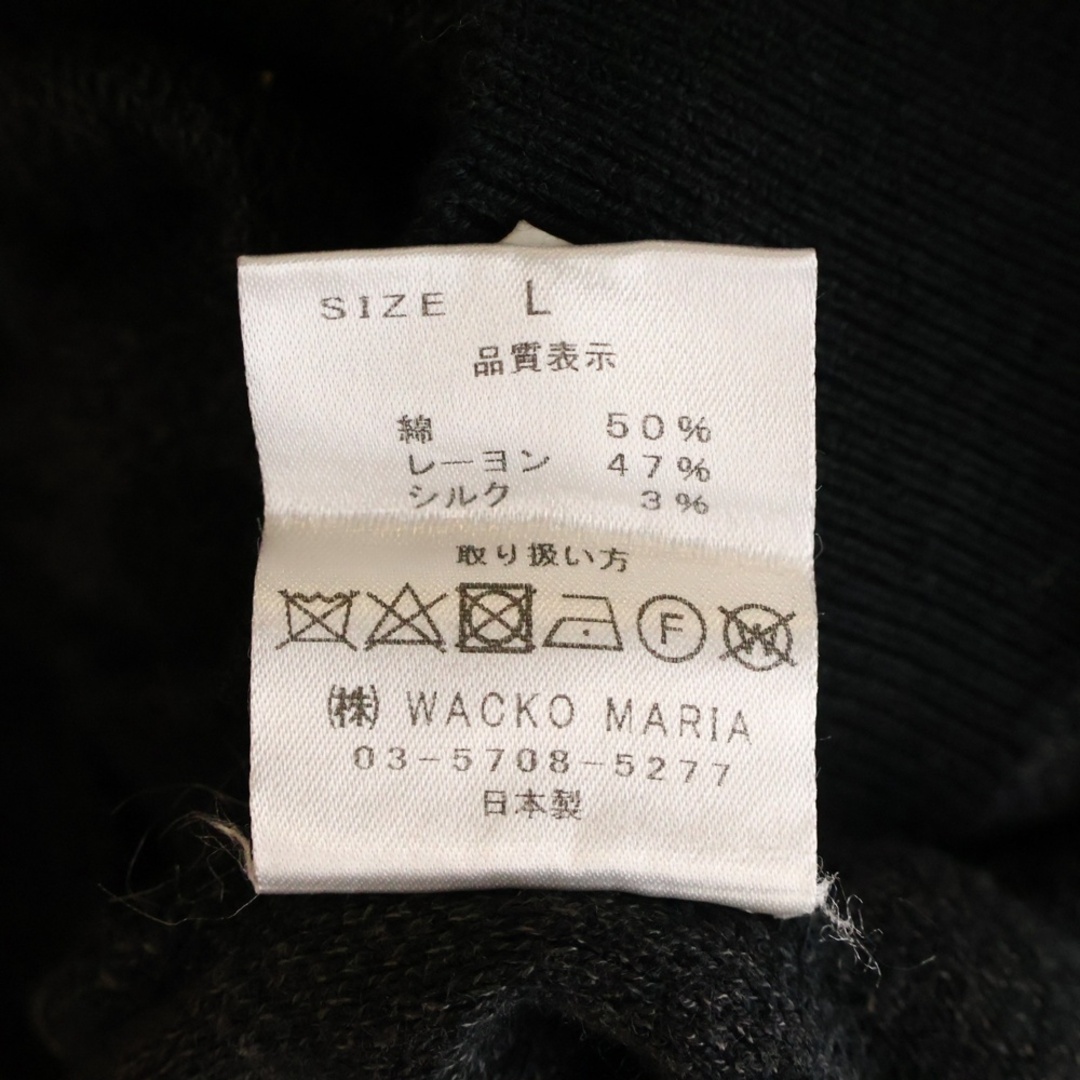 SIZE L
品質表示
綿 50%
レーヨン 47%
シルク 3%
取り扱い方
F W
㈱ WACKO MARIA
03-5708-5277
日本製